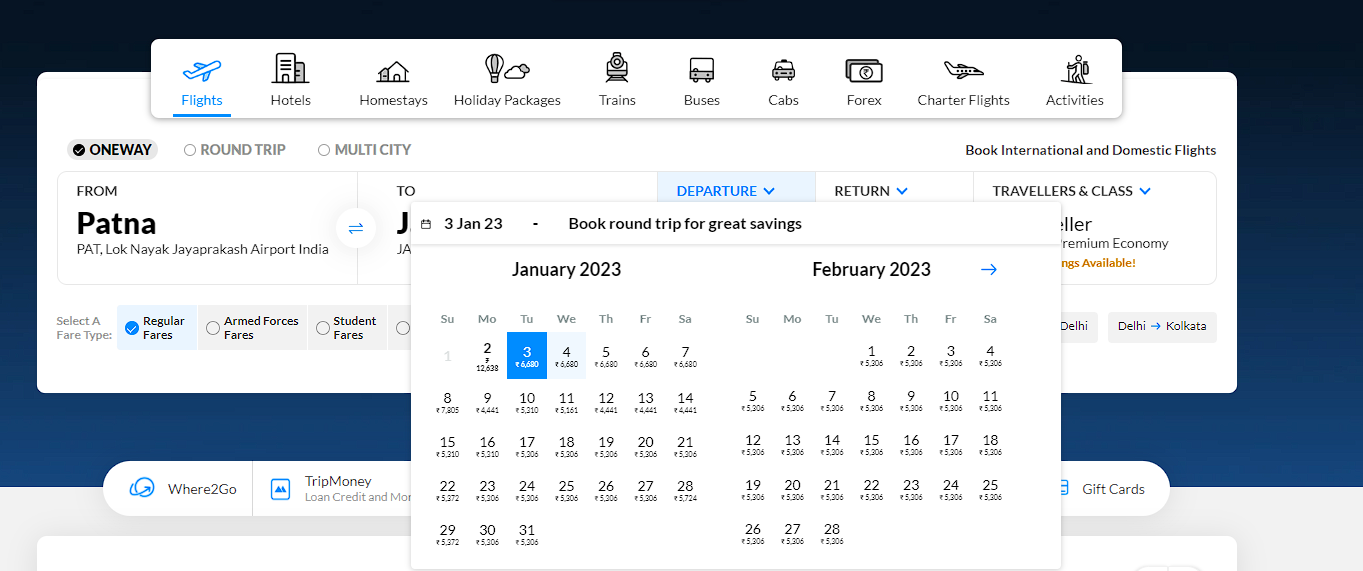 Flights Hotels Homestays Holiday Packages Trains Buses Cabs Forex Charter Flights Activities
ONEWAY ROUND TRIP MULTI CITY Book International and Domestic Flights
FROM TO DEPARTURE RETURN TRAVELLERS & CLASS
Patna
PAT, Lok Nayak Jayaprakash Airport India
Premium Economy
Available!
3 Jan 23 - Book round trip for great savings
January 2023 February 2023
Su Mo Tu We Th Fr Sa Su Mo Tu We Th Fr Sa
1 2 3 4 5 6 7 1 2 3 4
₹ 12,638 ₹ 6,680 ₹ 6,680 ₹ 6,680 ₹ 6,680 ₹ 6,680 ₹ 5,306 ₹ 5,306 ₹ 5,306 ₹ 5,306
8 9 10 11 12 13 14 5 6 7 8 9 10 11
₹ 7,805 ₹ 4,441 ₹ 5,310 ₹ 5,161 ₹ 4,441 ₹ 4,441 ₹ 4,441 ₹ 5,306 ₹ 5,306 ₹ 5,306 ₹ 5,306 ₹ 5,306 ₹ 5,306 ₹ 5,306
15 16 17 18 19 20 21 12 13 14 15 16 17 18
₹ 5,310 ₹ 5,310 ₹ 5,306 ₹ 5,306 ₹ 5,306 ₹ 5,306 ₹ 5,306 ₹ 5,306 ₹ 5,306 ₹ 5,306 ₹ 5,306 ₹ 5,306 ₹ 5,306 ₹ 5,306
22 23 24 25 26 27 28 19 20 21 22 23 24 25
₹ 5,372 ₹ 5,306 ₹ 5,306 ₹ 5,306 ₹ 5,306 ₹ 5,306 ₹ 5,724 ₹ 5,306 ₹ 5,306 ₹ 5,306 ₹ 5,306 ₹ 5,306 ₹ 5,306 ₹ 5,306
29 30 31 26 27 28
₹ 5,372 ₹ 5,306 ₹ 5,306 ₹ 5,306 ₹ 5,306 ₹ 5,306
Select A
Fare Type:
Regular
Fares
Armed Forces
Fares
Student
Fares
Delhi
Delhi → Kolkata
Where2Go
TripMoney
Loan Credit and
Gift Cards